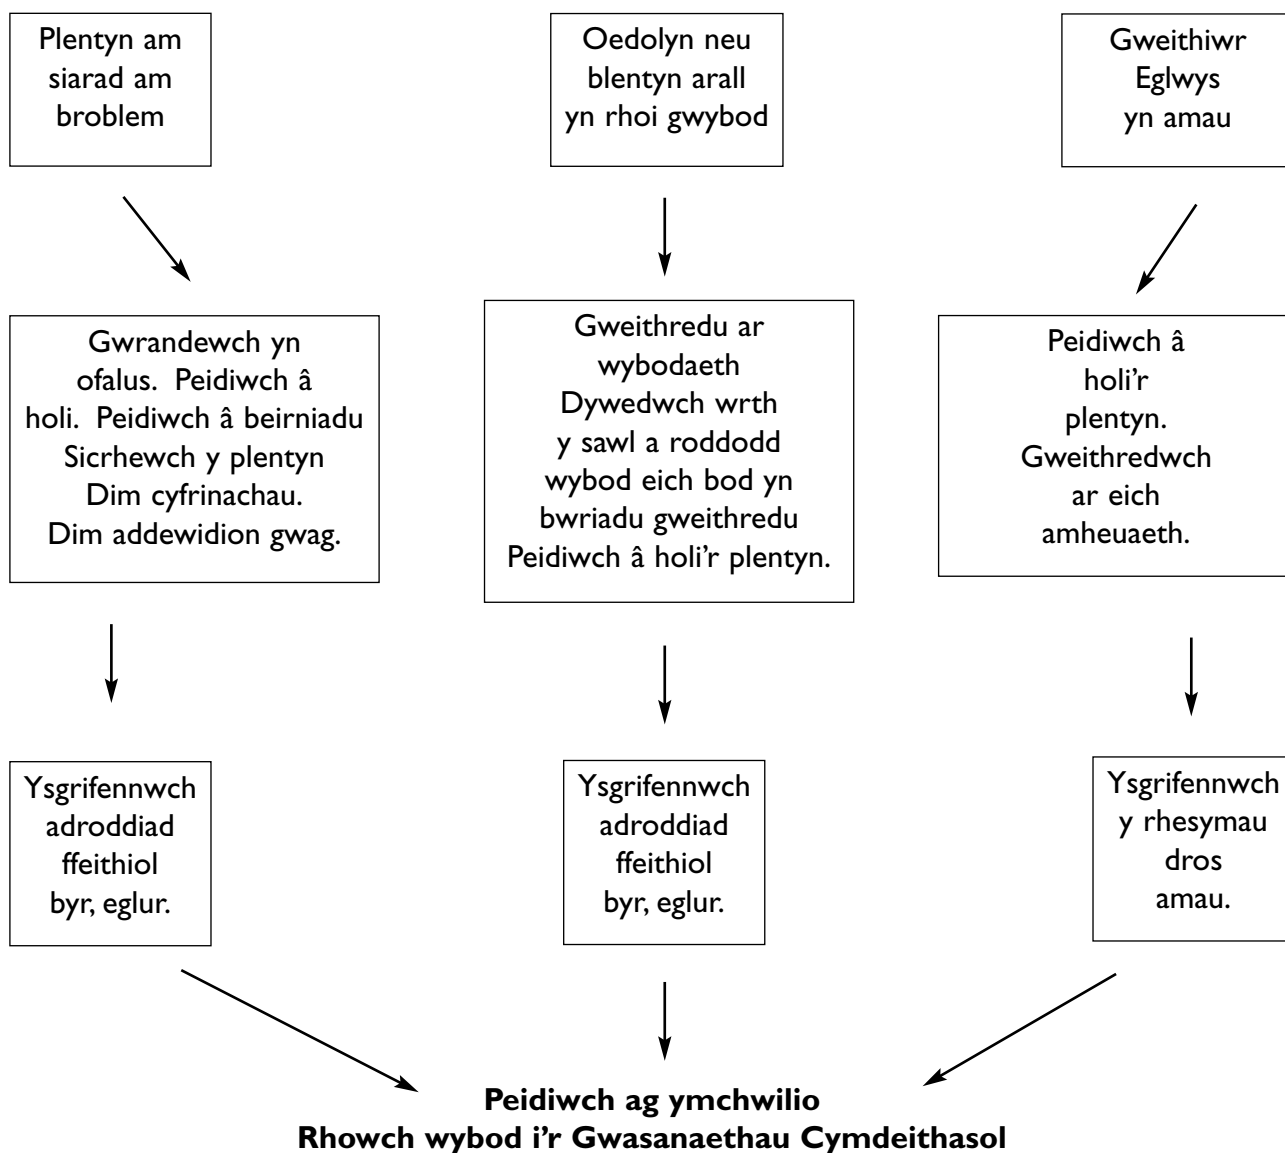 Plentyn am
siarad am
broblem
Oedolyn neu
blentyn arall
yn rhoi gwybod
Gweithiwr
Eglwys
yn amau
Gwrandewch yn
ofalus. Peidiwch â
holi. Peidiwch â beirniadu
Sicrhewch y plentyn
Dim cyfrinachau.
Dim addewidion gwag.
Gweithredu ar
wybodaeth
Dywedwch wrth
y sawl a roddodd
wybod eich bod yn
bwriadu gweithredu
Peidiwch â holi'r plentyn.
Peidiwch â
holi'r
plentyn.
Gweithredwch
ar eich
amheuaeth.
Ysgrifennwch
adroddiad
ffeithiol
byr, eglur.
Ysgrifennwch
adroddiad
ffeithiol
byr, eglur.
Ysgrifennwch
y rhesymau
dros
amau.
Peidiwch ag ymchwilio
Rhowch wybod i'r Gwasanaethau Cymdeithasol